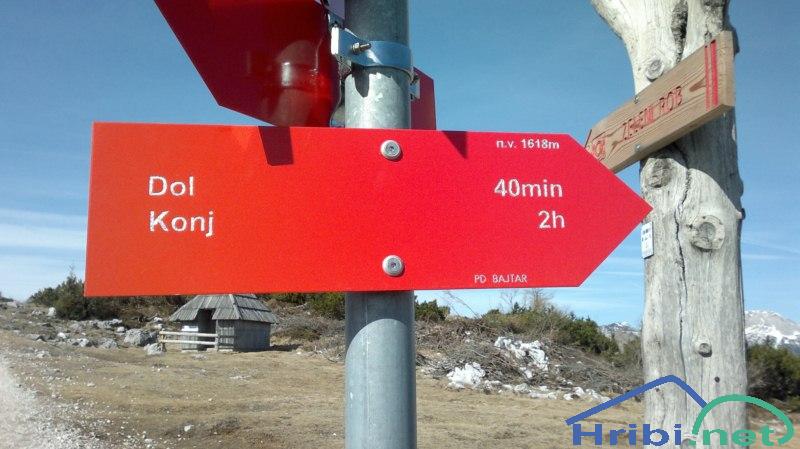 n.v. 1618m
Dol 40min
Konj 2h
PD BAJTAR
ZELENI ROB
Hribi.net